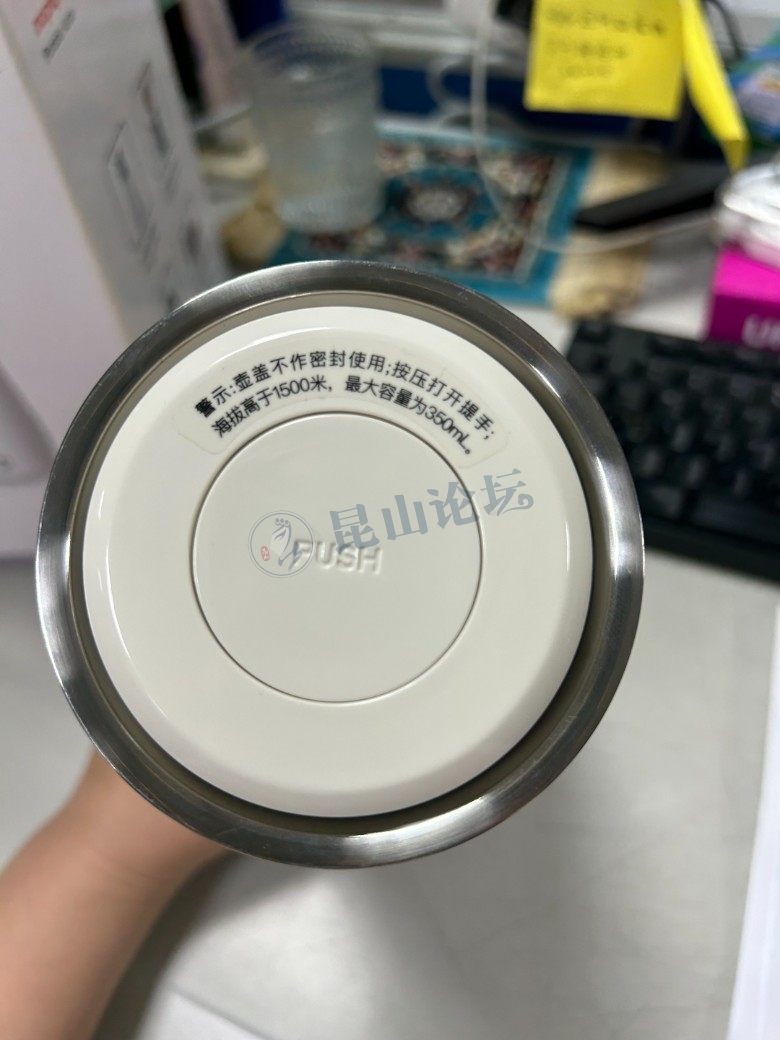 警示:壶盖不作密封使用;按压打开提手;
海拔高于1500米，最大容量为350mL。
昆山论坛
PUSH